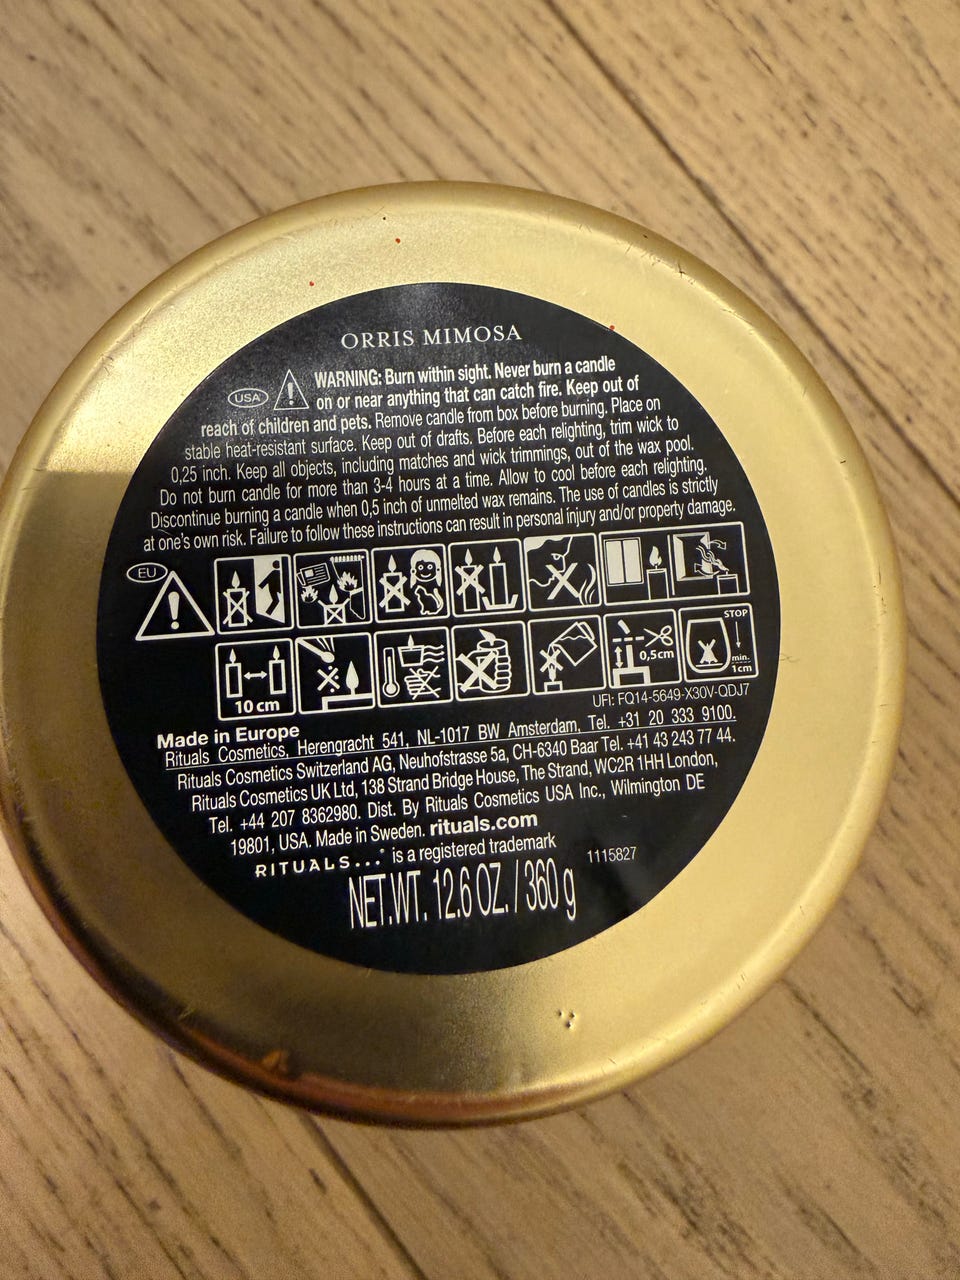 ORRIS MIMOSA
USA WARNING: Burn within sight. Never burn a candle
on or near anything that can catch fire. Keep out of
reach of children and pets. Remove candle from box before burning. Place on
stable heat-resistant surface. Keep out of drafts. Before each relighting, trim wick to
0,25 inch. Keep all objects, including matches and wick trimmings, out of the wax pool.
Do not burn candle for more than 3-4 hours at a time. Allow to cool before each relighting.
Discontinue burning a candle when 0,5 inch of unmelted wax remains. The use of candles is strictly
at one's own risk. Failure to follow these instructions can result in personal injury and/or property damage.
EU
10 cm
0,5cm
STOP
min.
1cm
UFI: FQ14-5649-X30V-QDJ7
Made in Europe
Rituals Cosmetics, Herengracht 541, NL-1017 BW Amsterdam, Tel. +31 20 333 9100.
Rituals Cosmetics Switzerland AG, Neuhofstrasse 5a, CH-6340 Baar Tel. +41 43 243 77 44.
Rituals Cosmetics UK Ltd, 138 Strand Bridge House, The Strand, WC2R 1HH London,
Tel. +44 207 8362980. Dist. By Rituals Cosmetics USA Inc., Wilmington DE
19801, USA. Made in Sweden. rituals.com
RITUALS...® is a registered trademark
1115827
NET.WT. 12.6 OZ. / 360 g